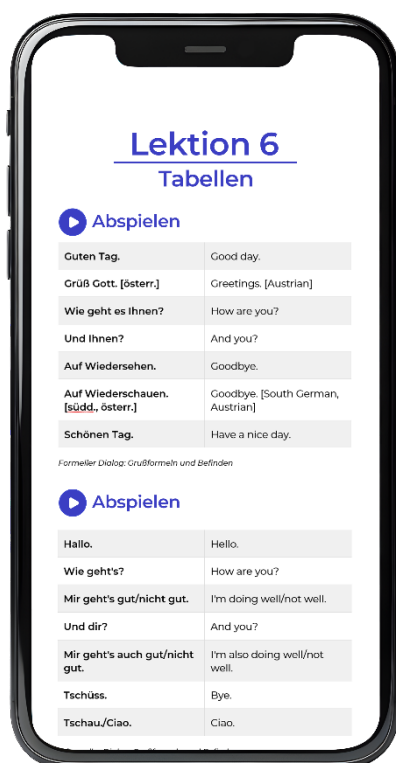 Lektion 6
Tabellen
Abspielen
Guten Tag. Good day.
Grüß Gott. [österr.] Greetings. [Austrian]
Wie geht es Ihnen? How are you?
Und Ihnen? And you?
Auf Wiedersehen. Goodbye.
Auf Wiederschauen. Goodbye. [South German,
[südd., österr.] Austrian]
Schönen Tag. Have a nice day.
Formeller Dialog: Grußformeln und Befinden
Abspielen
Hallo. Hello.
Wie geht's? How are you?
Mir geht's gut/nicht gut. I'm doing well/not well.
Und dir? And you?
Mir geht's auch gut/nicht I'm also doing well/not
gut. well.
Tschüss. Bye.
Tschau./Ciao. Ciao.